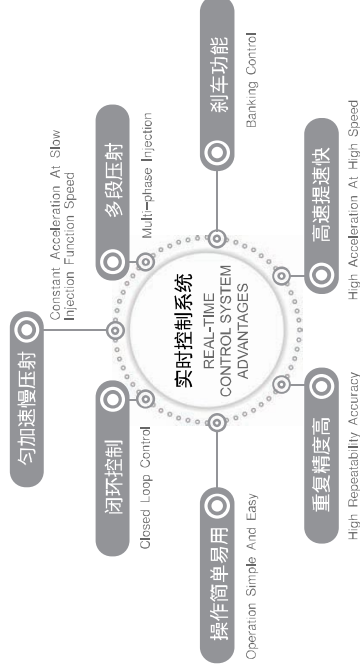 匀加速慢压射
Constant Acceleration At Slow
Injection Function Speed
闭环控制
Closed Loop Control
多段压射
Multi-phase Injection
实时控制系统
REAL-TIME
CONTROL SYSTEM
ADVANTAGES
操作简单易用
Operation Simple And Easy
刹车功能
Banking Control
重复精度高
High Repeatability Accuracy
高速提速快
High Acceleration At High Speed